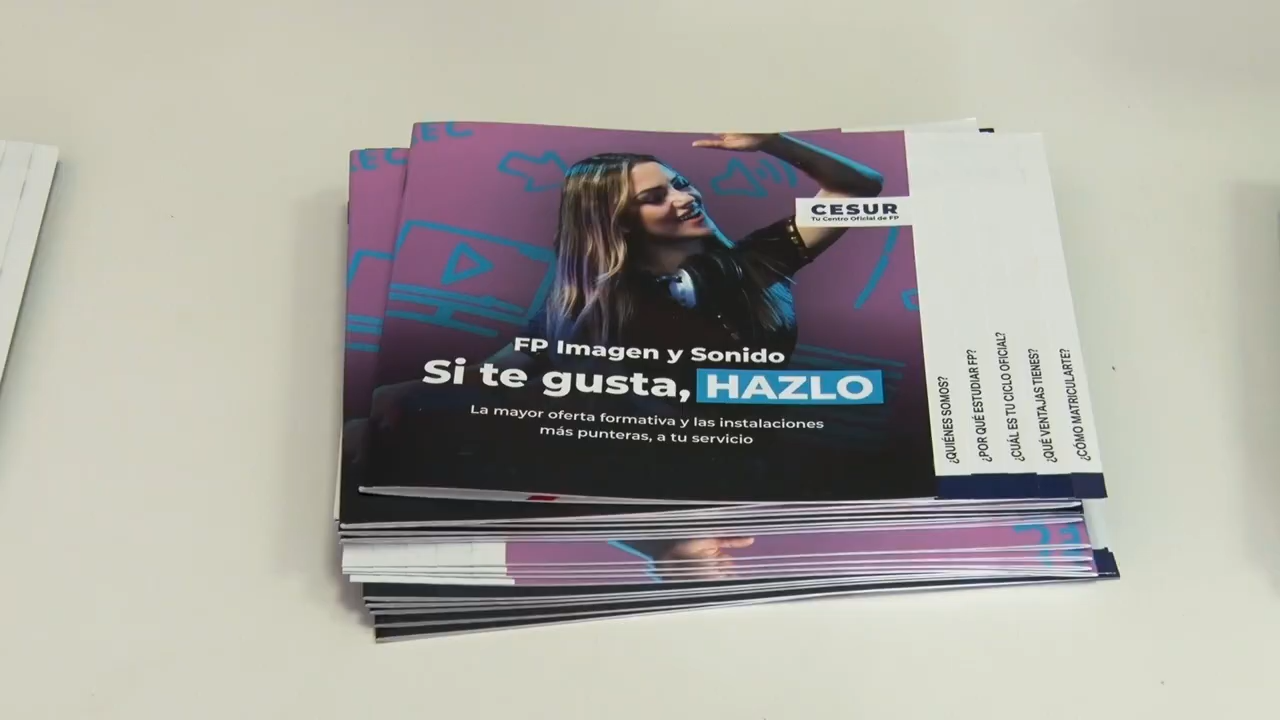 CESUR
Tu Centro Oficial de FP
FP Imagen y Sonido
Si te gusta, HAZLO
La mayor oferta formativa y las instalaciones
más punteras, a tu servicio
¿QUIÉNES SOMOS?
¿POR QUÉ ESTUDIAR FP?
¿CUÁL ES TU CICLO OFICIAL?
¿QUÉ VENTAJAS TIENES?
¿CÓMO MATRICULARTE?